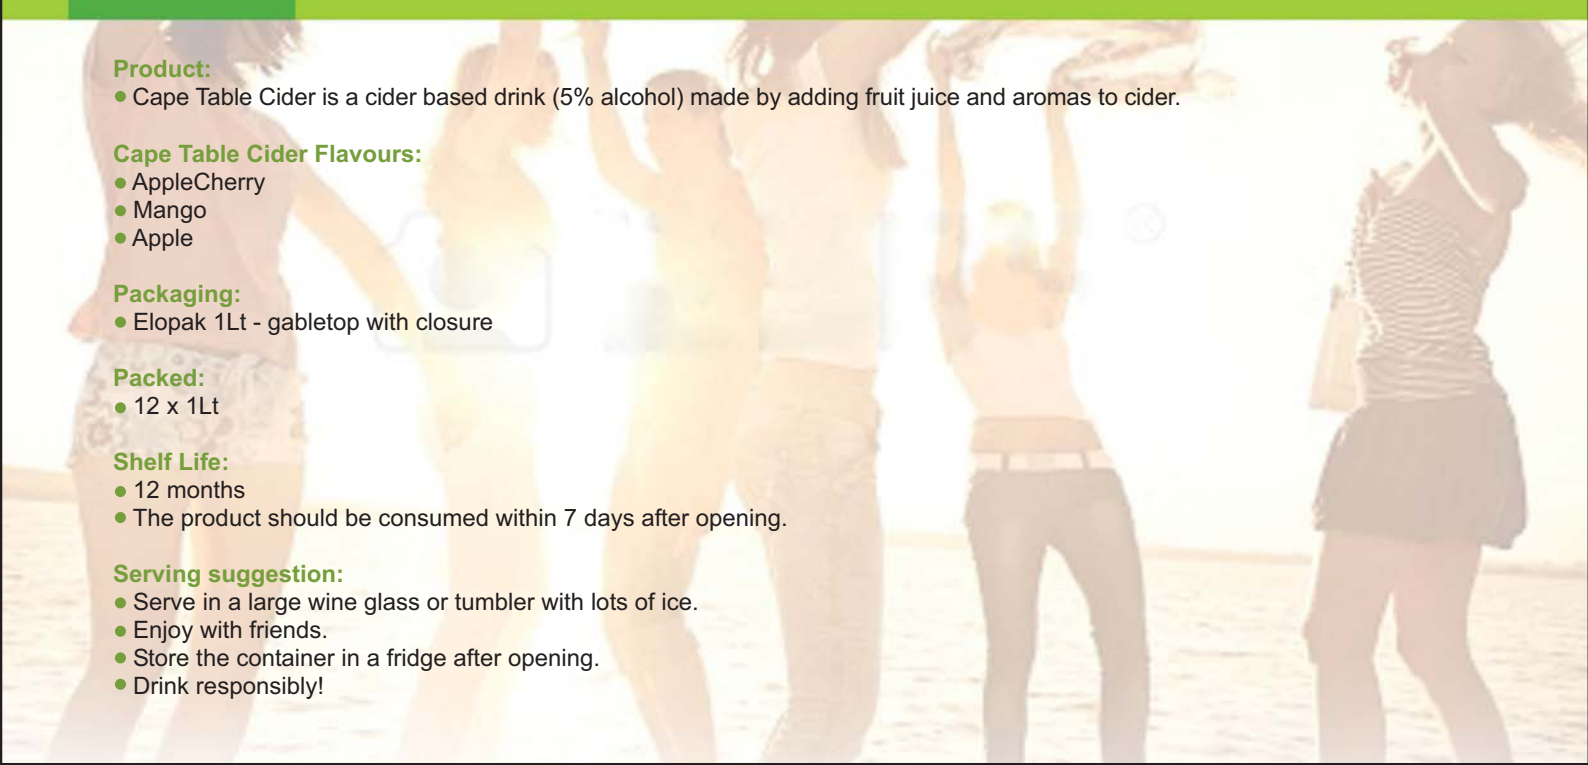 Product:
• Cape Table Cider is a cider based drink (5% alcohol) made by adding fruit juice and aromas to cider.
Cape Table Cider Flavours:
• AppleCherry
• Mango
• Apple
Packaging:
• Elopak 1Lt - gabletop with closure
Packed:
• 12 x 1Lt
Shelf Life:
• 12 months
• The product should be consumed within 7 days after opening.
Serving suggestion:
• Serve in a large wine glass or tumbler with lots of ice.
• Enjoy with friends.
• Store the container in a fridge after opening.
• Drink responsibly!